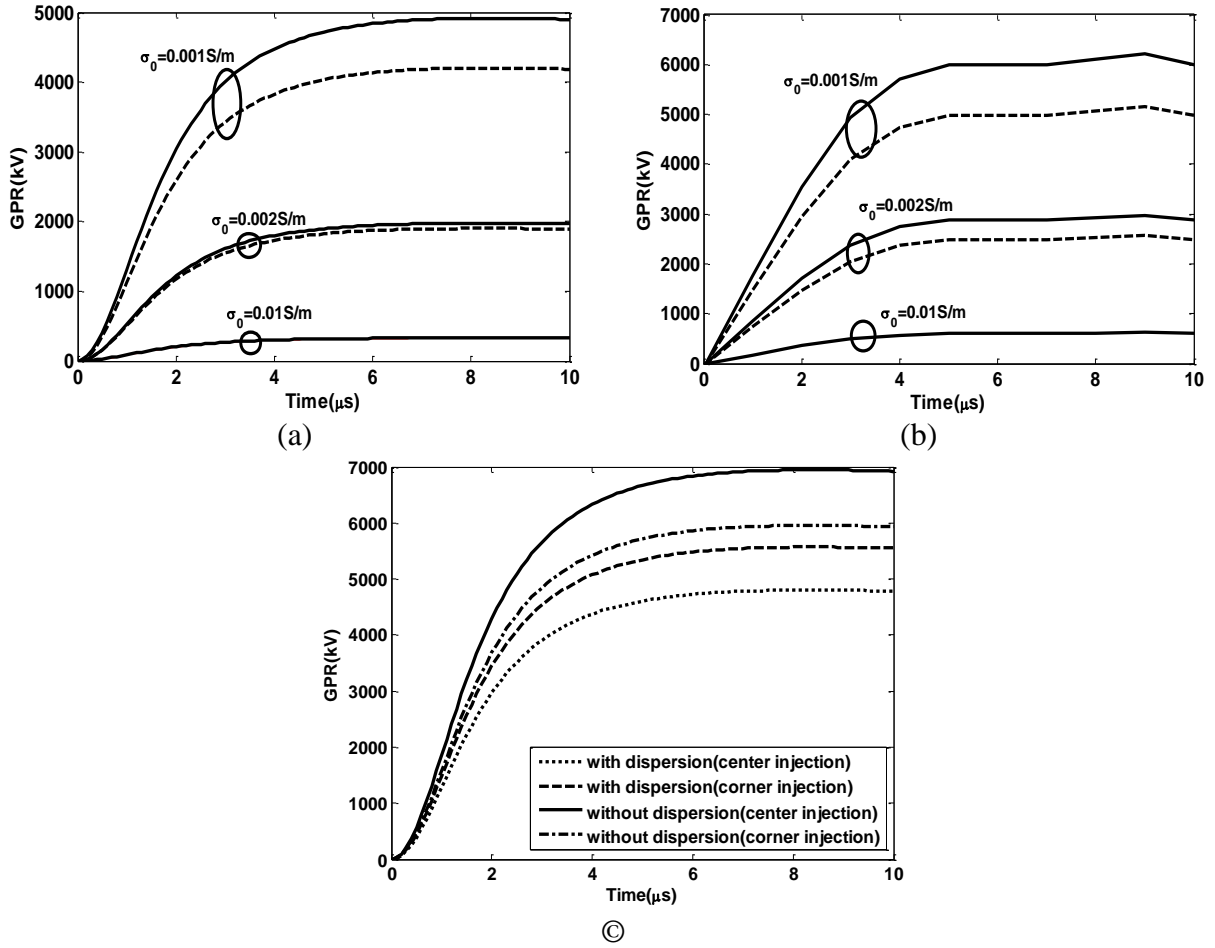 5000
4000
3000
2000
1000
0
GPR(kV)
σ0=0.001S/m
σ0=0.002S/m
σ0=0.01S/m
0 2 4 6 8 10
Time(μs)
(a)
7000
6000
5000
4000
3000
2000
1000
0
GPR(kV)
σ0=0.001S/m
σ0=0.002S/m
σ0=0.01S/m
0 2 4 6 8 10
Time(μs)
(b)
7000
6000
5000
4000
3000
2000
1000
0
GPR(kV)
with dispersion(center injection)
with dispersion(corner injection)
without dispersion(center injection)
without dispersion(corner injection)
0 2 4 6 8 10
Time(μs)
©